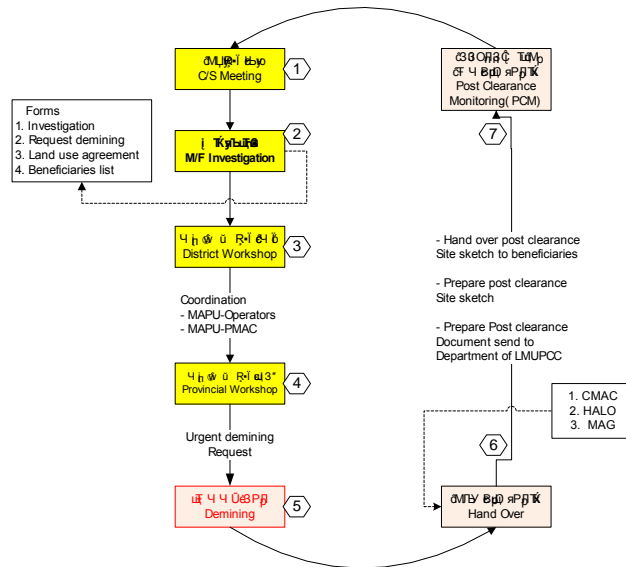 C/S Meeting
1
Forms
1. Investigation
2. Request demining
3. Land use agreement
4. Beneficiaries list
M/F Investigation
2
District Workshop
3
Coordination
- MAPU-Operators
- MAPU-PMAC
Provincial Workshop
4
Urgent demining
Request
Demining
5
Post Clearance
Monitoring( PCM)
7
- Hand over post clearance
Site sketch to beneficiaries
- Prepare post clearance
Site sketch
- Prepare Post clearance
Document send to
Department of LMUPCC
1. CMAC
2. HALO
3. MAG
6
Hand Over